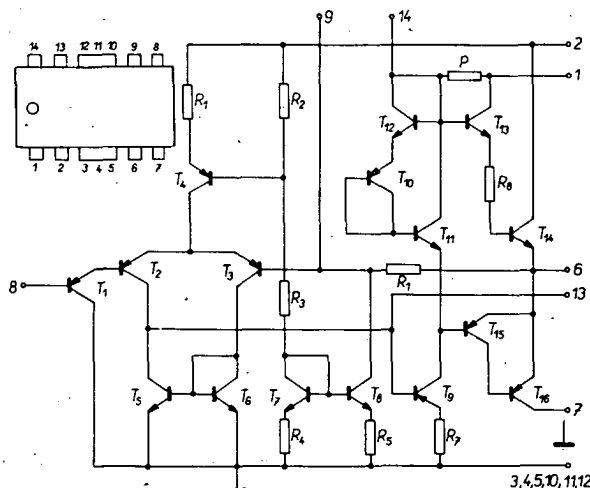 9
14
2
14 13 12 11 10 9 8
1 2 3 4 5 6 7
R₁
R₂
P
1
T₁₂
T₁₃
T₄
T₁₀
R₈
T₁₁
T₁₄
8
T₁
T₂
T₃
R₁
6
R₃
13
T₁₅
T₅
T₆
T₇
T₈
T₉
T₁₆
7
R₄
R₅
R₇
3,4,5,10,11,12